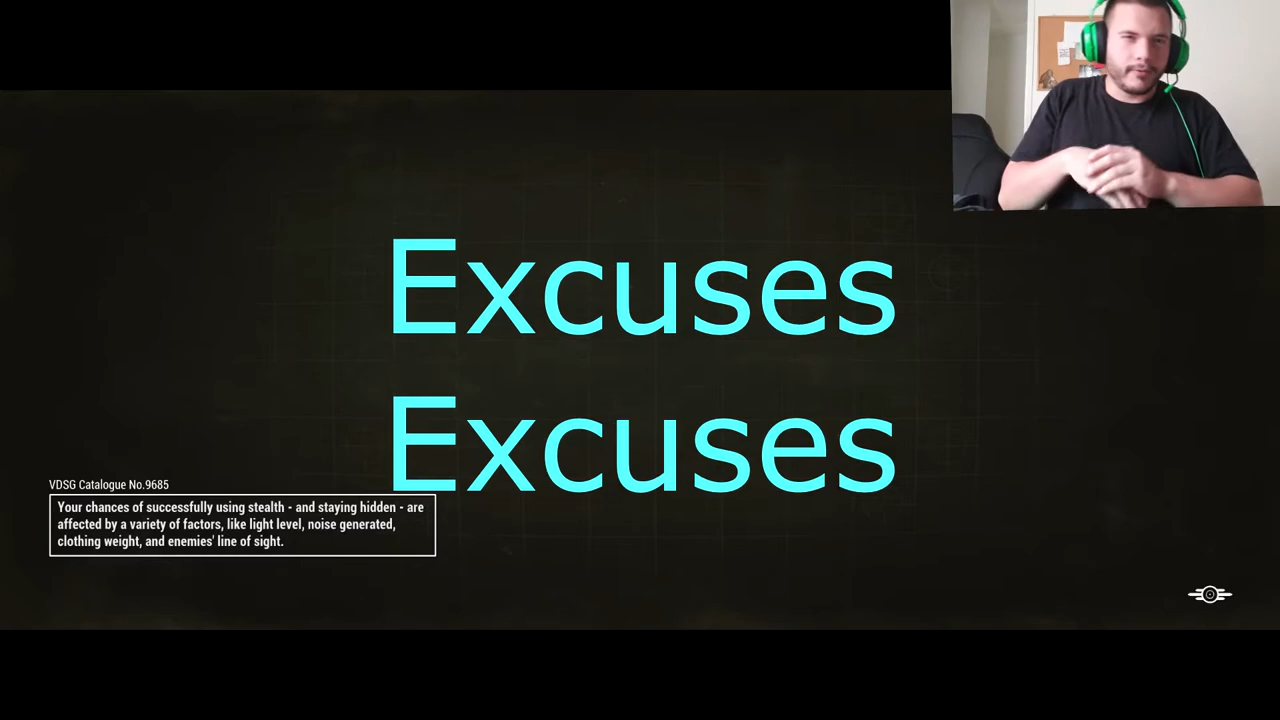 Excuses
Excuses
VDSG Catalogue No.9685
Your chances of successfully using stealth - and staying hidden - are
affected by a variety of factors, like light level, noise generated,
clothing weight, and enemies' line of sight.